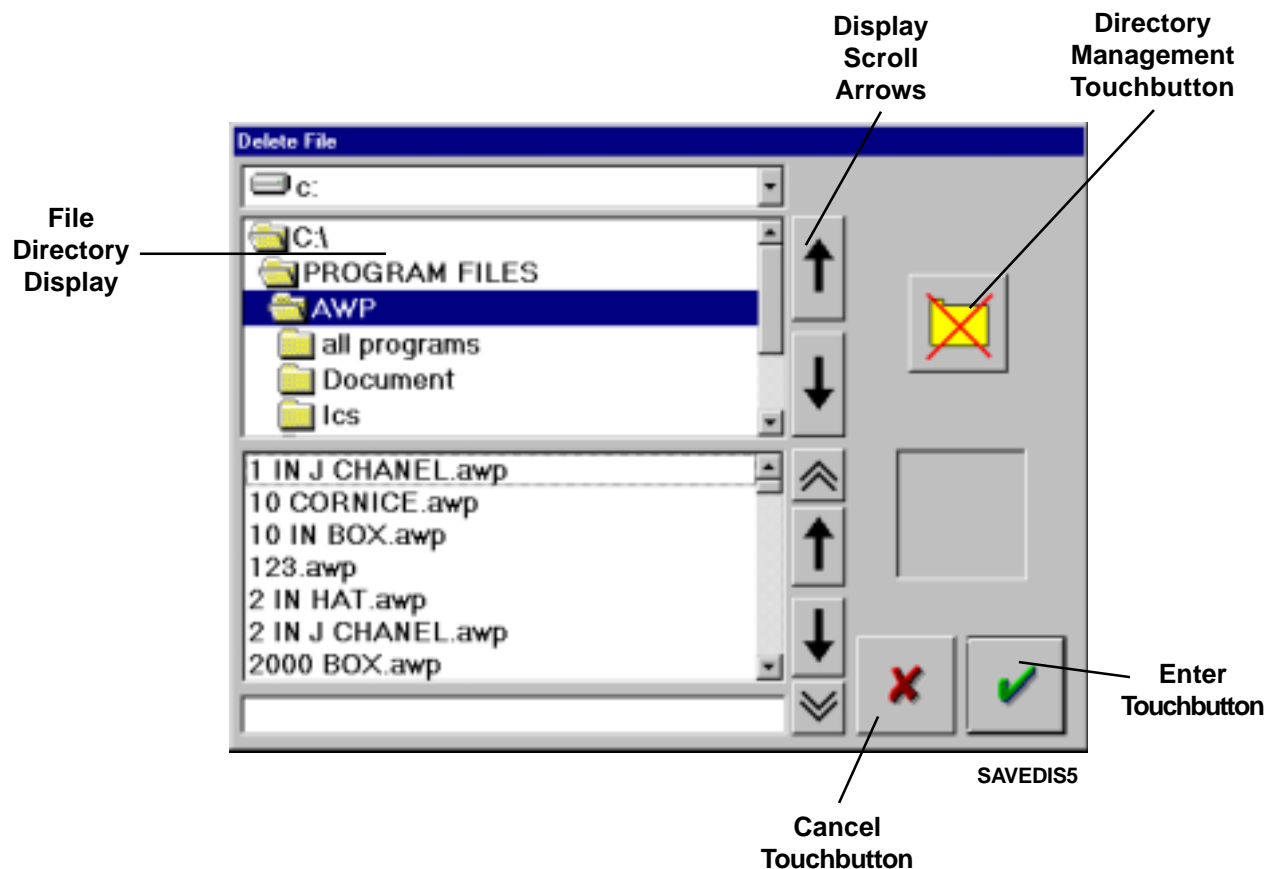 Display
Scroll
Arrows
Directory
Management
Touchbutton
Delete File
c:
File
Directory
Display
C:\
PROGRAM FILES
AWP
all programs
Document
Ics
1 IN J CHANEL.awp
10 CORNICE.awp
10 IN BOX.awp
123.awp
2 IN HAT.awp
2 IN J CHANEL.awp
2000 BOX.awp
Enter
Touchbutton
SAVEDIS5
Cancel
Touchbutton